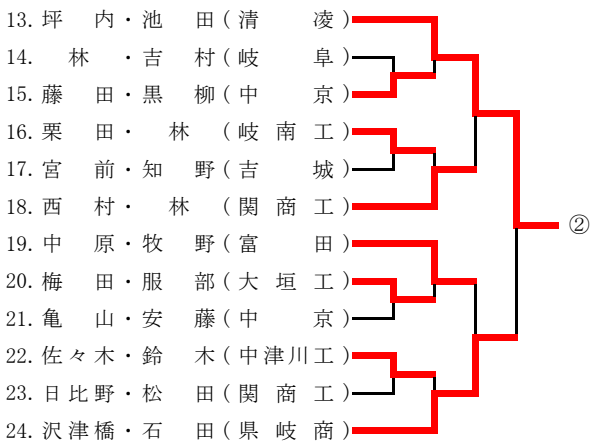 13. 坪 内・池 田(清 凌)
14. 林 ・吉 村(岐 阜)
15. 藤 田・黒 柳(中 京)
16. 栗 田・ 林 (岐 南 工)
17. 宮 前・知 野(吉 城)
18. 西 村・ 林 (関 商 工)
②
19. 中 原・牧 野(富 田)
20. 梅 田・服 部(大 垣 工)
21. 亀 山・安 藤(中 京)
22. 佐々木・鈴 木(中津川工)
23. 日比野・松 田(関 商 工)
24. 沢津橋・石 田(県 岐 商)